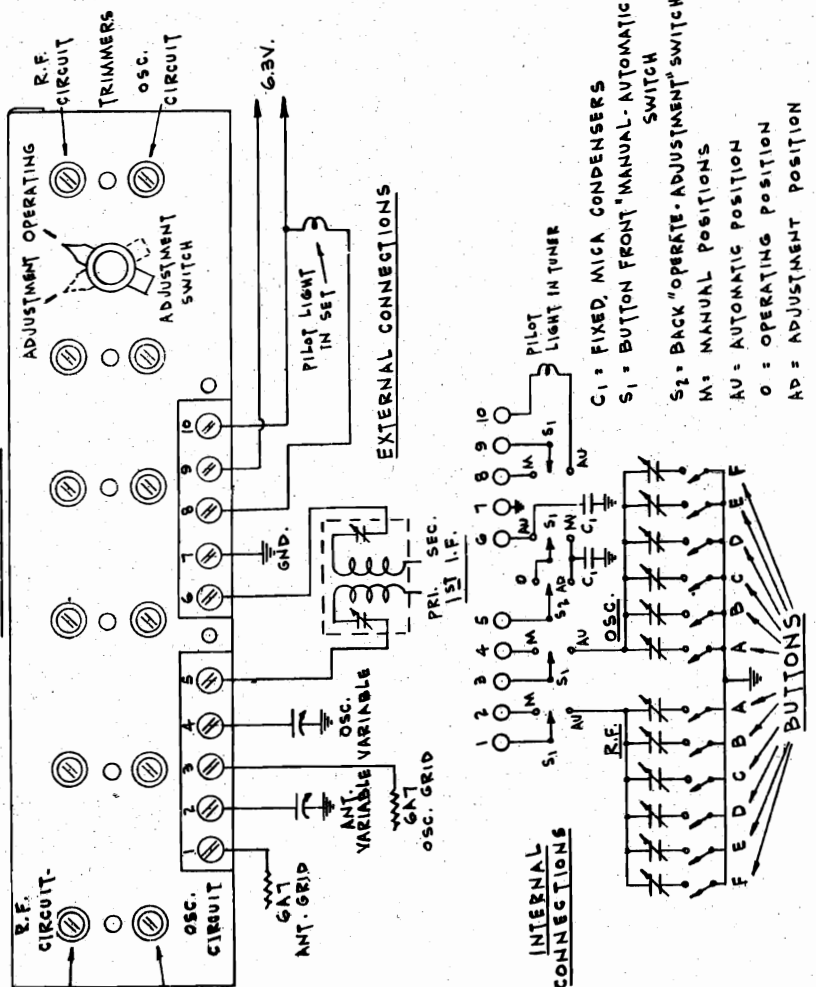 R.F.
CIRCUIT-
OSC.
CIRCUIT
ADJUSTMENT OPERATING
ADJUSTMENT
SWITCH
R.F.
CIRCUIT
TRIMMERS
OSC.
CIRCUIT
1 2 3 4 5 6 7 8 9 10
6A7
ANT. GRID
ANT.
VARIABLE
6A7
OSC. GRID
OSC.
VARIABLE
GND.
PRI. SEC.
1ST I.F.
PILOT LIGHT
IN SET
6.3V.
EXTERNAL CONNECTIONS
INTERNAL
CONNECTIONS
1 2 3 4 5 6 7 8 9 10
S1
M
AU
S1
M
AU
S2
O
AD
S1
AU
M
C1
C1
S1
M
AU
PILOT
LIGHT IN TUNER
R.F.
OSC.
F E D C B A A B C D E F
BUTTONS
C1 = FIXED, MICA CONDENSERS
S1 = BUTTON FRONT "MANUAL-AUTOMATIC
SWITCH
S2 = BACK "OPERATE-ADJUSTMENT" SWITCH
M = MANUAL POSITIONS
AU = AUTOMATIC POSITION
O = OPERATING POSITION
AD = ADJUSTMENT POSITION